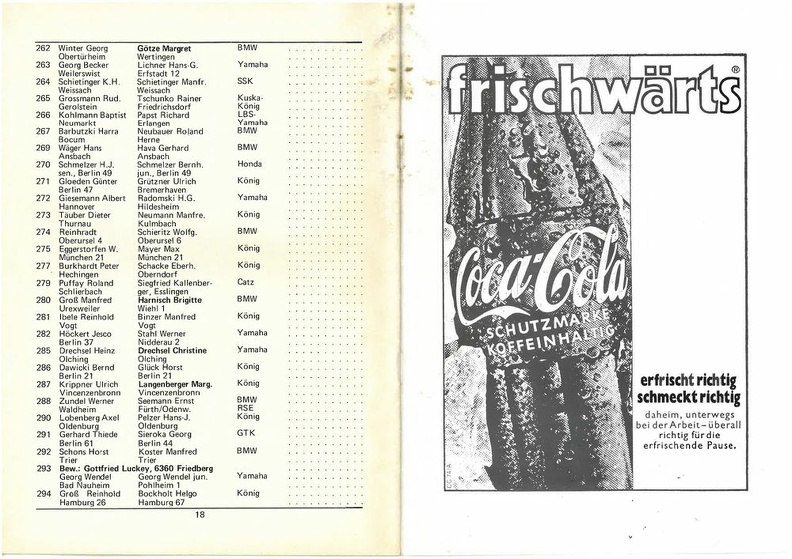 262 Winter Georg Götze Margret BMW
Obertürheim Wertingen
263 Georg Becker Lichner Hans-G. Yamaha
Weilerswist Erfstadt 12
264 Schietinger K.H. Schietinger Manfr. SSK
Weissach Weissach
265 Grossmann Rud. Tschunko Rainer Kuska-
Gerolstein Friedrichsdorf König
266 Kohlmann Baptist Papst Richard LBS-
Neumarkt Erlangen Yamaha
267 Barbutzki Harra Neubauer Roland BMW
Bocum Herne
269 Wäger Hans Hava Gerhard BMW
Ansbach Ansbach
270 Schmelzer H.J. Schmelzer Bernh. Honda
sen., Berlin 49 jun., Berlin 49
271 Gloeden Günter Grützner Ulrich König
Berlin 47 Bremerhaven
272 Giesemann Albert Radomski H.G. Yamaha
Hannover Hildesheim
273 Täuber Dieter Neumann Manfre. König
Thurnau Kulmbach
274 Reinhradt Schieritz Wolfg. BMW
Oberursel 4 Oberursel 6
275 Eggerstorfen W. Mayer Max König
München 21 München 21
277 Burkhardt Peter Schacke Eberh. König
Hechingen Oberndorf
279 Puffay Roland Siegfried Kallenber- Catz
Schlierbach ger, Esslingen
280 Groß Manfred Harnisch Brigitte BMW
Urexweiler Wiehl 1
281 Ibele Reinhold Binzer Manfred König
Vogt Vogt
282 Höckert Jesco Stahl Werner Yamaha
Berlin 37 Nidderau 2
285 Drechsel Heinz Drechsel Christine Yamaha
Olching Olching
286 Dawicki Bernd Glück Horst König
Berlin 21 Berlin 21
287 Krippner Ulrich Langenberger Marg. König
Vincenzenbronn Vincenzenbronn
288 Zundel Werner Seemann Ernst BMW
Waldheim Fürth/Odenw. RSE
290 Lobenberg Axel Pelzer Hans-J. König
Oldenburg Oldenburg
291 Gerhard Thiede Sieroka Georg GTK
Berlin 61 Berlin 44
292 Schons Horst Koster Manfred BMW
Trier Trier
293 Bew.: Gottfried Luckey, 6360 Friedberg
Georg Wendel Georg Wendel jun. Yamaha
Bad Nauheim Pohlheim 1
294 Groß Reinhold Bockholt Helgo König
Hamburg 26 Hamburg 67
18
frischwärts®
Coca-Cola
SCHUTZMARKE
KOFFEINHALTIG
erfrischt richtig
schmeckt richtig
daheim, unterwegs
bei der Arbeit – überall
richtig für die
erfrischende Pause.